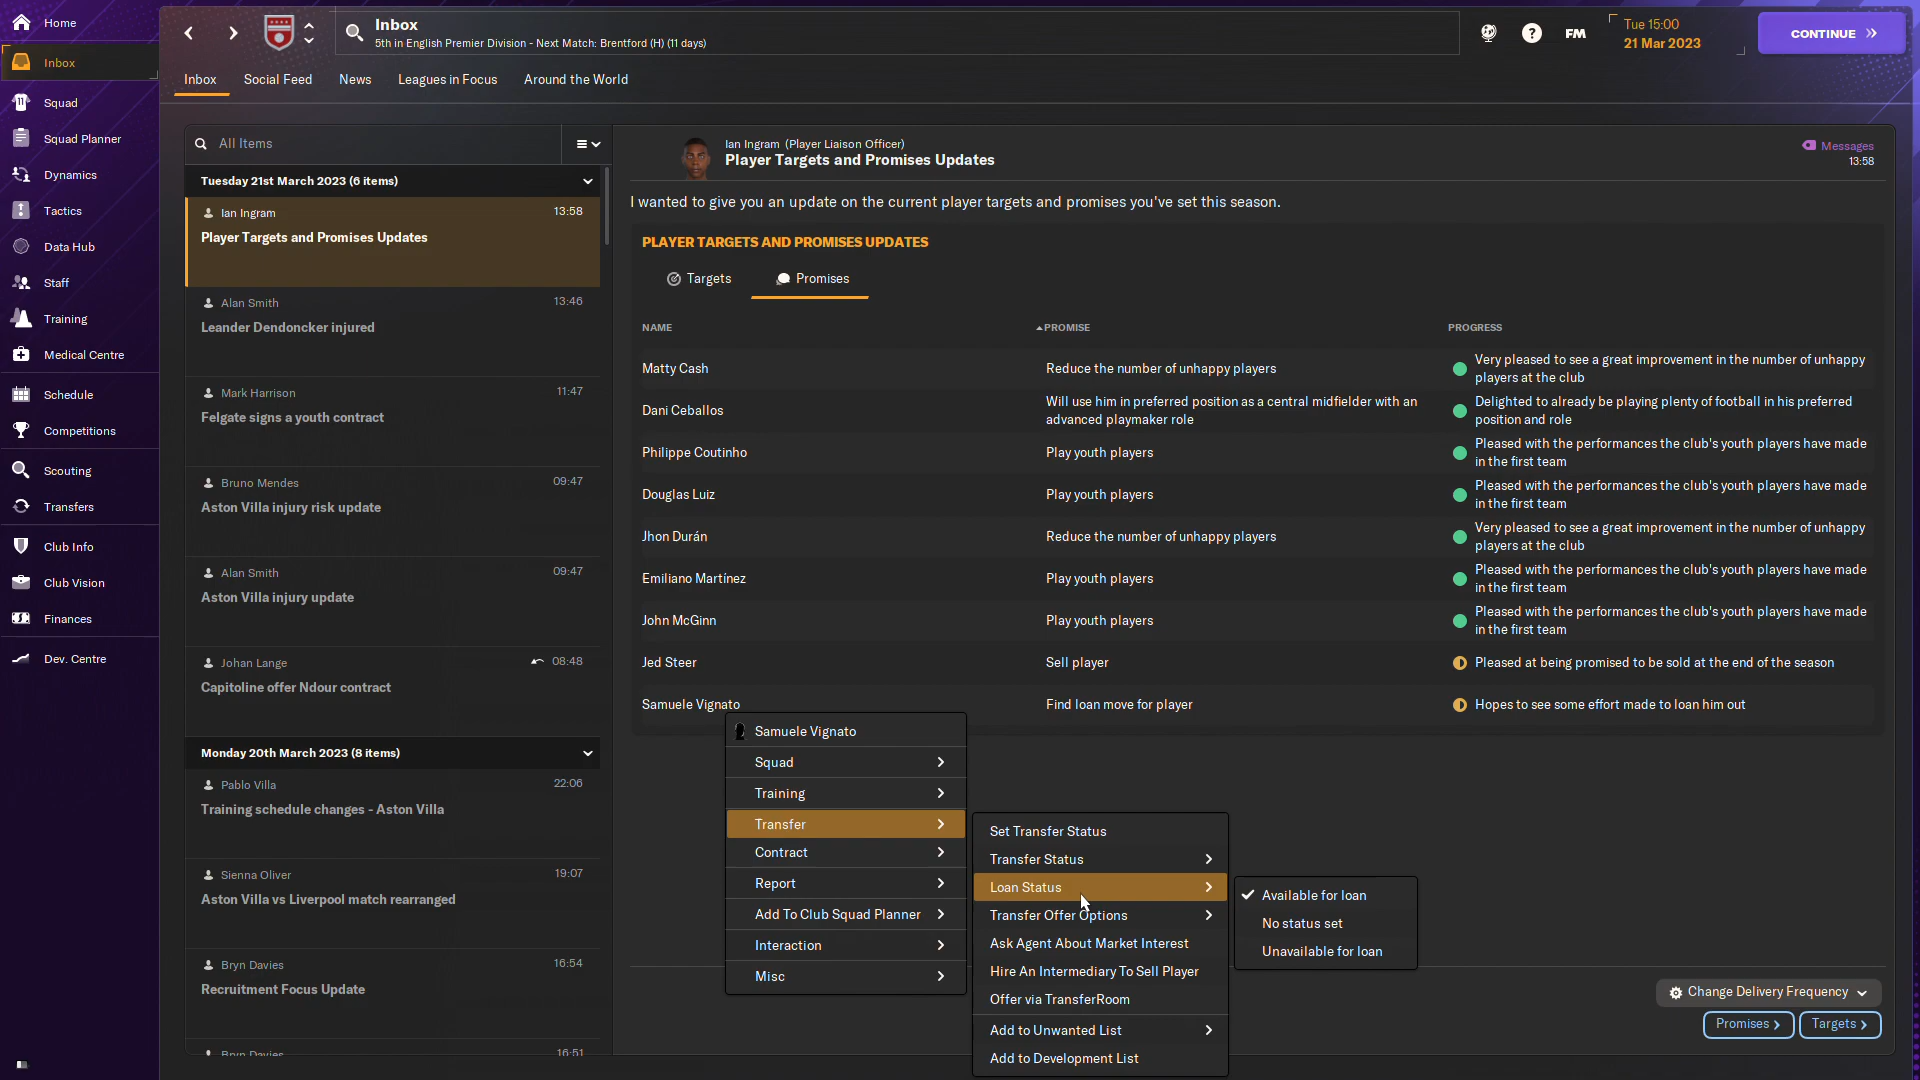 Home
Inbox
Squad
Squad Planner
Dynamics
Tactics
Data Hub
Staff
Training
Medical Centre
Schedule
Competitions
Scouting
Transfers
Club Info
Club Vision
Finances
Dev. Centre
Inbox
5th in English Premier Division - Next Match: Brentford (H) (11 days)
FM
Tue 15:00
21 Mar 2023
CONTINUE
Inbox
Social Feed
News
Leagues in Focus
Around the World
All Items
Tuesday 21st March 2023 (6 items)
Ian Ingram 13:58
Player Targets and Promises Updates
Alan Smith 13:46
Leander Dendoncker injured
Mark Harrison 11:47
Felgate signs a youth contract
Bruno Mendes 09:47
Aston Villa injury risk update
Alan Smith 09:47
Aston Villa injury update
Johan Lange 08:48
Capitoline offer Ndour contract
Monday 20th March 2023 (8 items)
Pablo Villa 22:06
Training schedule changes - Aston Villa
Sienna Oliver 19:07
Aston Villa vs Liverpool match rearranged
Bryn Davies 16:54
Recruitment Focus Update
Bryn Davies 16:51
Ian Ingram (Player Liaison Officer)
Player Targets and Promises Updates
Messages
13:58
I wanted to give you an update on the current player targets and promises you've set this season.
PLAYER TARGETS AND PROMISES UPDATES
Targets
Promises
NAME PROMISE PROGRESS
Matty Cash Reduce the number of unhappy players Very pleased to see a great improvement in the number of unhappy
players at the club
Dani Ceballos Will use him in preferred position as a central midfielder with an
advanced playmaker role
Delighted to already be playing plenty of football in his preferred
position and role
Philippe Coutinho Play youth players Pleased with the performances the club's youth players have made
in the first team
Douglas Luiz Play youth players Pleased with the performances the club's youth players have made
in the first team
Jhon Durán Reduce the number of unhappy players Very pleased to see a great improvement in the number of unhappy
players at the club
Emiliano Martínez Play youth players Pleased with the performances the club's youth players have made
in the first team
John McGinn Play youth players Pleased with the performances the club's youth players have made
in the first team
Jed Steer Sell player Pleased at being promised to be sold at the end of the season
Samuele Vignato Find loan move for player Hopes to see some effort made to loan him out
Samuele Vignato
Squad
Training
Transfer
Contract
Report
Add To Club Squad Planner
Interaction
Misc
Set Transfer Status
Transfer Status
Loan Status
Transfer Offer Options
Ask Agent About Market Interest
Hire An Intermediary To Sell Player
Offer via TransferRoom
Add to Unwanted List
Add to Development List
Available for loan
No status set
Unavailable for loan
Change Delivery Frequency
Promises
Targets